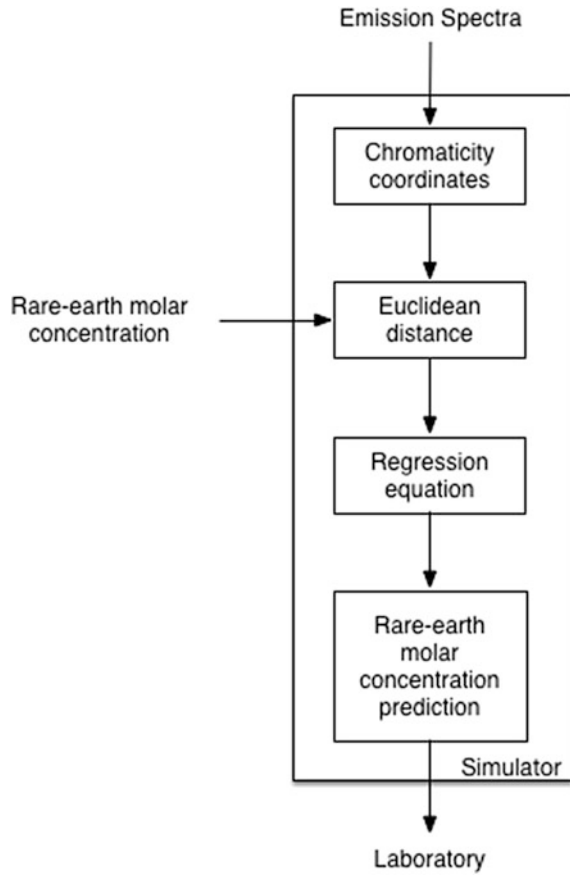 Emission Spectra
Chromaticity
coordinates
Rare-earth molar
concentration
Euclidean
distance
Regression
equation
Rare-earth
molar
concentration
prediction
Simulator
Laboratory